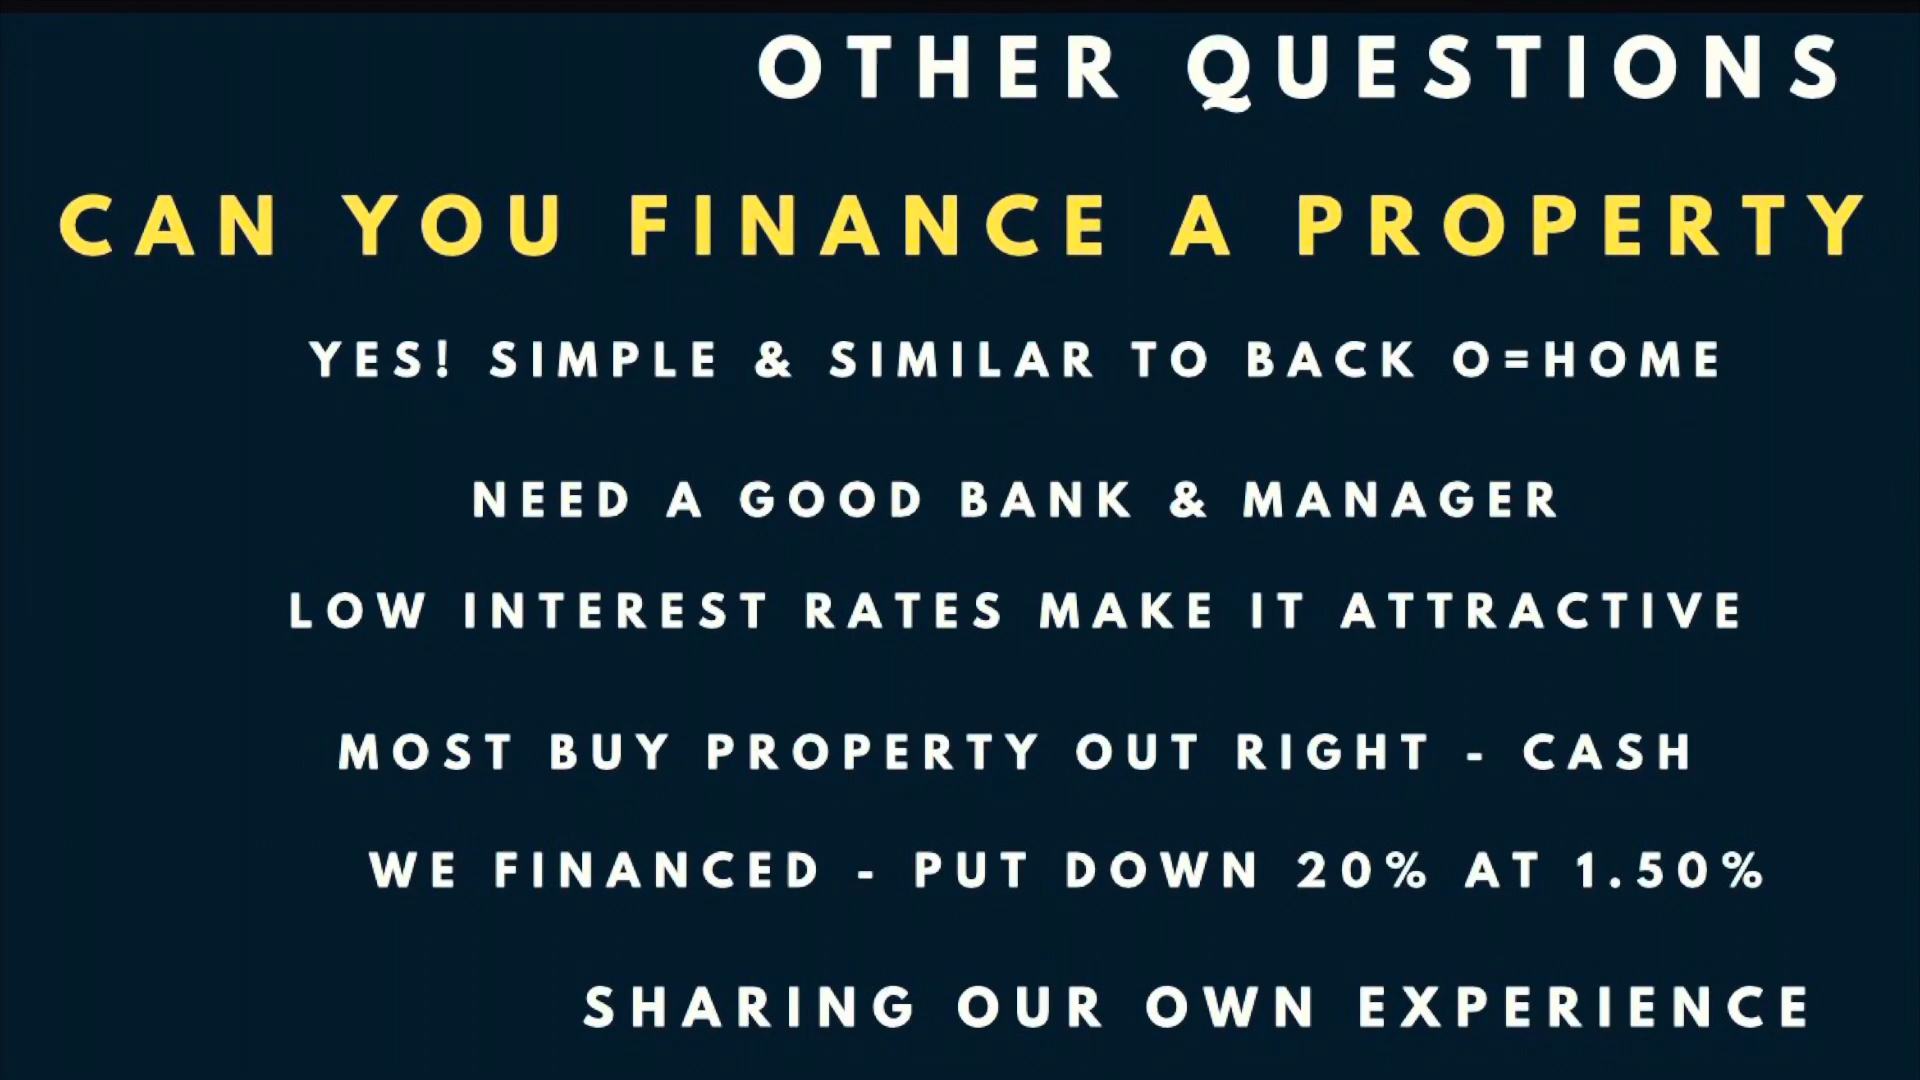 OTHER QUESTIONS
CAN YOU FINANCE A PROPERTY
YES! SIMPLE & SIMILAR TO BACK O=HOME
NEED A GOOD BANK & MANAGER
LOW INTEREST RATES MAKE IT ATTRACTIVE
MOST BUY PROPERTY OUT RIGHT - CASH
WE FINANCED - PUT DOWN 20% AT 1.50%
SHARING OUR OWN EXPERIENCE